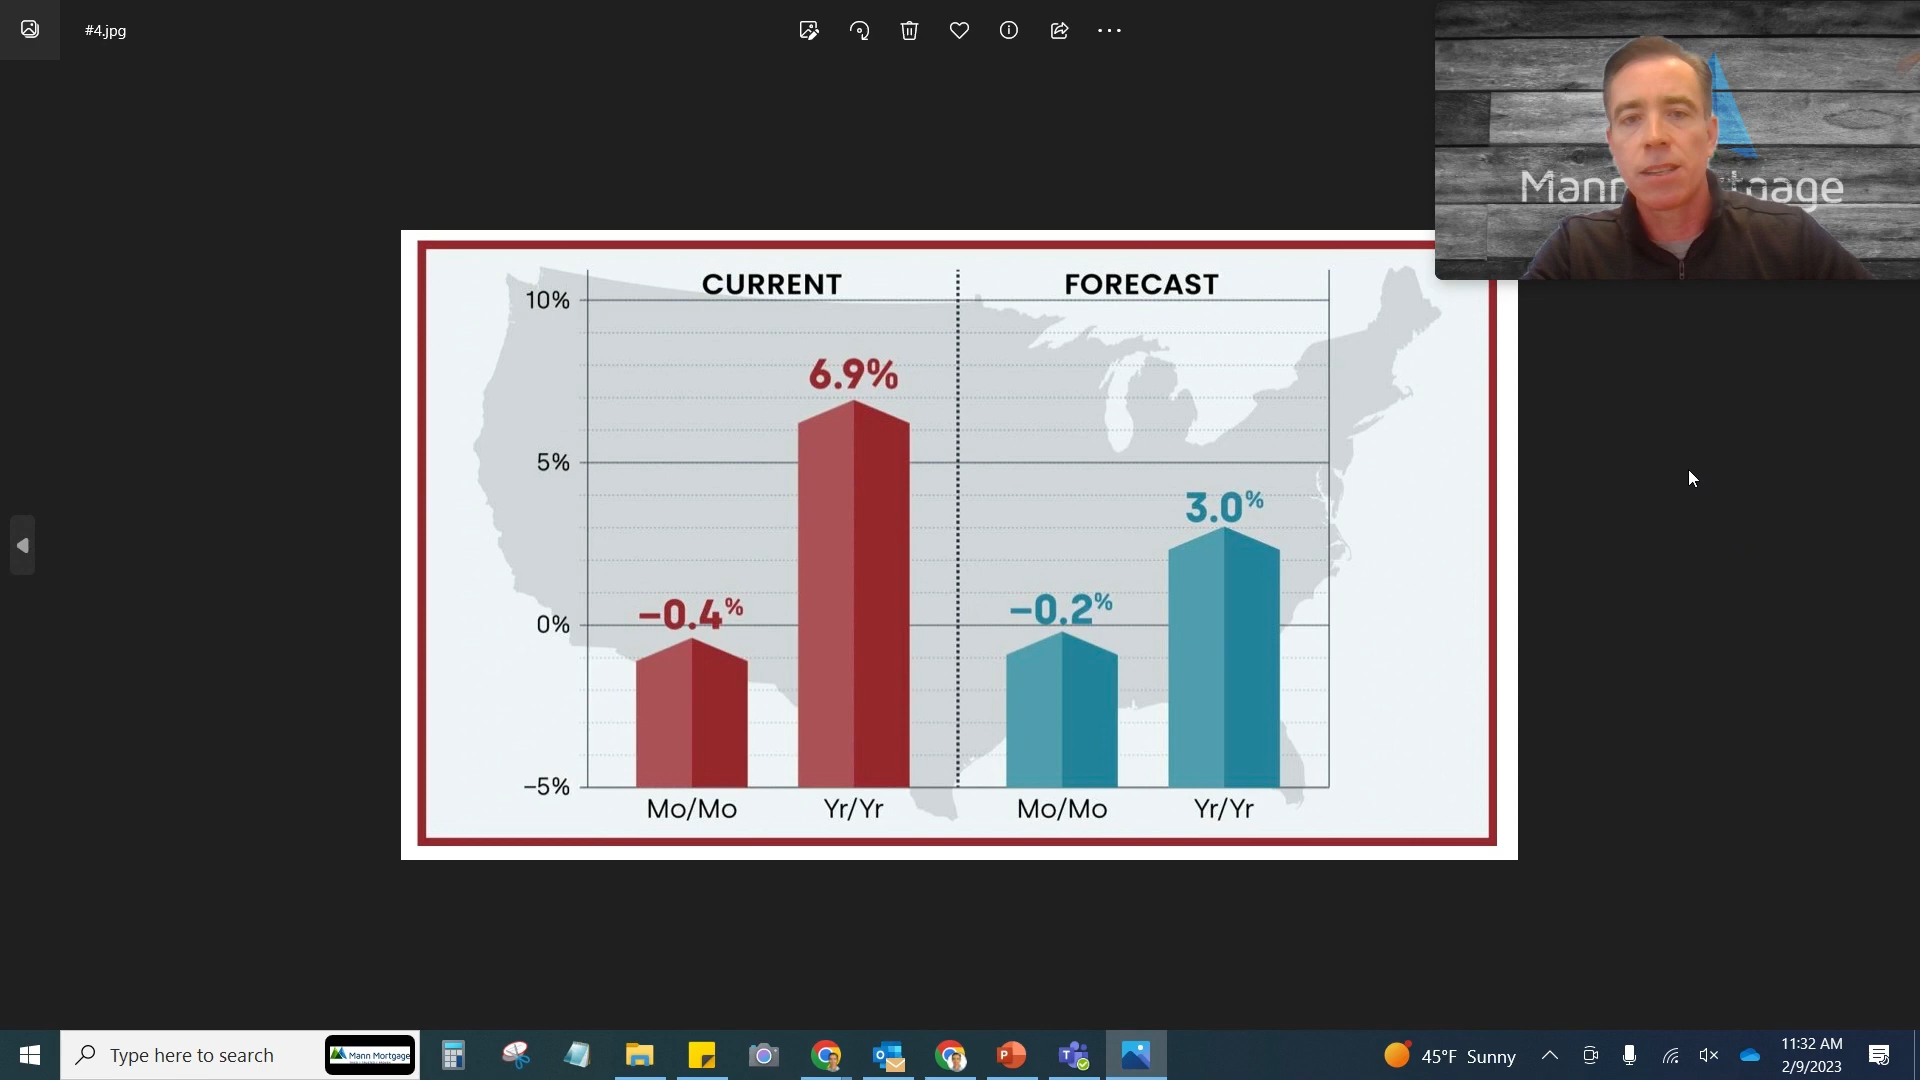 #4.jpg
Mann Mortgage
CURRENT
FORECAST
10%
6.9%
5%
3.0%
−0.4%
−0.2%
0%
−5%
Mo/Mo
Yr/Yr
Mo/Mo
Yr/Yr
Type here to search
Mann Mortgage
45°F Sunny
11:32 AM
2/9/2023